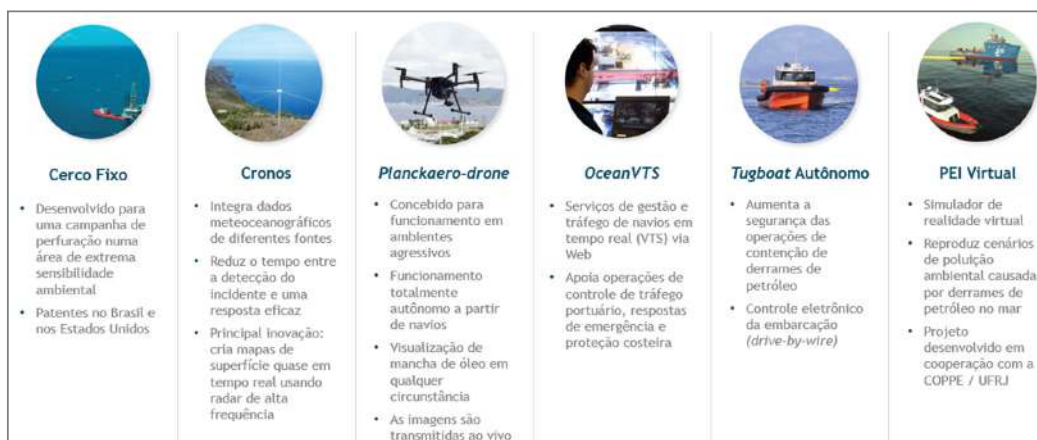 Cerco Fixo
• Desenvolvido para
uma campanha de
perfuração numa
área de extrema
sensibilidade
ambiental
• Patentes no Brasil e
nos Estados Unidos
Cronos
• Integra dados
meteoceanográficos
de diferentes fontes
• Reduz o tempo entre
a detecção do
incidente e uma
resposta eficaz
• Principal inovação:
cria mapas de
superfície quase em
tempo real usando
radar de alta
frequência
Planckaero-drone
• Concebido para
funcionamento em
ambientes
agressivos
• Funcionamento
totalmente
autônomo a partir
de navios
• Visualização de
mancha de óleo em
qualquer
circunstância
• As imagens são
transmitidas ao vivo
OceanVTS
• Serviços de gestão e
tráfego de navios em
tempo real (VTS) via
Web
• Apoia operações de
controle de tráfego
portuário, respostas
de emergência e
proteção costeira
Tugboat Autônomo
• Aumenta a
segurança das
operações de
contenção de
derrames de
petróleo
• Controle eletrônico
da embarcação
(drive-by-wire)
PEI Virtual
• Simulador de
realidade virtual
• Reproduz cenários
de poluição
ambiental causada
por derrames de
petróleo no mar
• Projeto
desenvolvido em
cooperação com a
COPPE / UFRJ